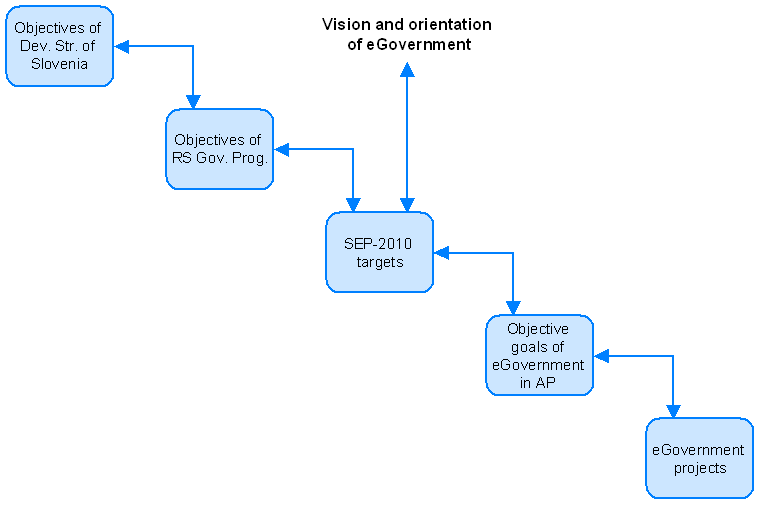 Objectives of
Dev. Str. of
Slovenia
Vision and orientation
of eGovernment
Objectives of
RS Gov. Prog.
SEP-2010
targets
Objective
goals of
eGovernment
in AP
eGovernment
projects